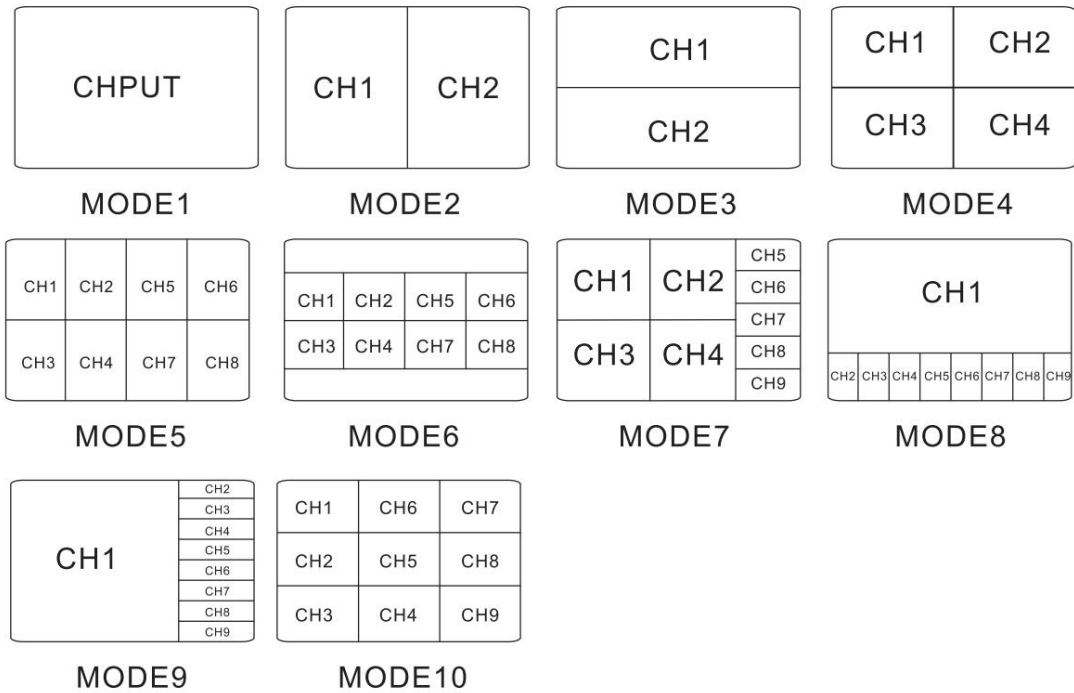 CHPUT
MODE1
CH1 CH2
MODE2
CH1
CH2
MODE3
CH1 CH2
CH3 CH4
MODE4
CH1 CH2 CH5 CH6
CH3 CH4 CH7 CH8
MODE5
CH1 CH2 CH5 CH6
CH3 CH4 CH7 CH8
MODE6
CH1 CH2
CH3 CH4
CH5
CH6
CH7
CH8
CH9
MODE7
CH1
CH2 CH3 CH4 CH5 CH6 CH7 CH8 CH9
MODE8
CH1
CH2
CH3
CH4
CH5
CH6
CH7
CH8
CH9
MODE9
CH1 CH6 CH7
CH2 CH5 CH8
CH3 CH4 CH9
MODE10